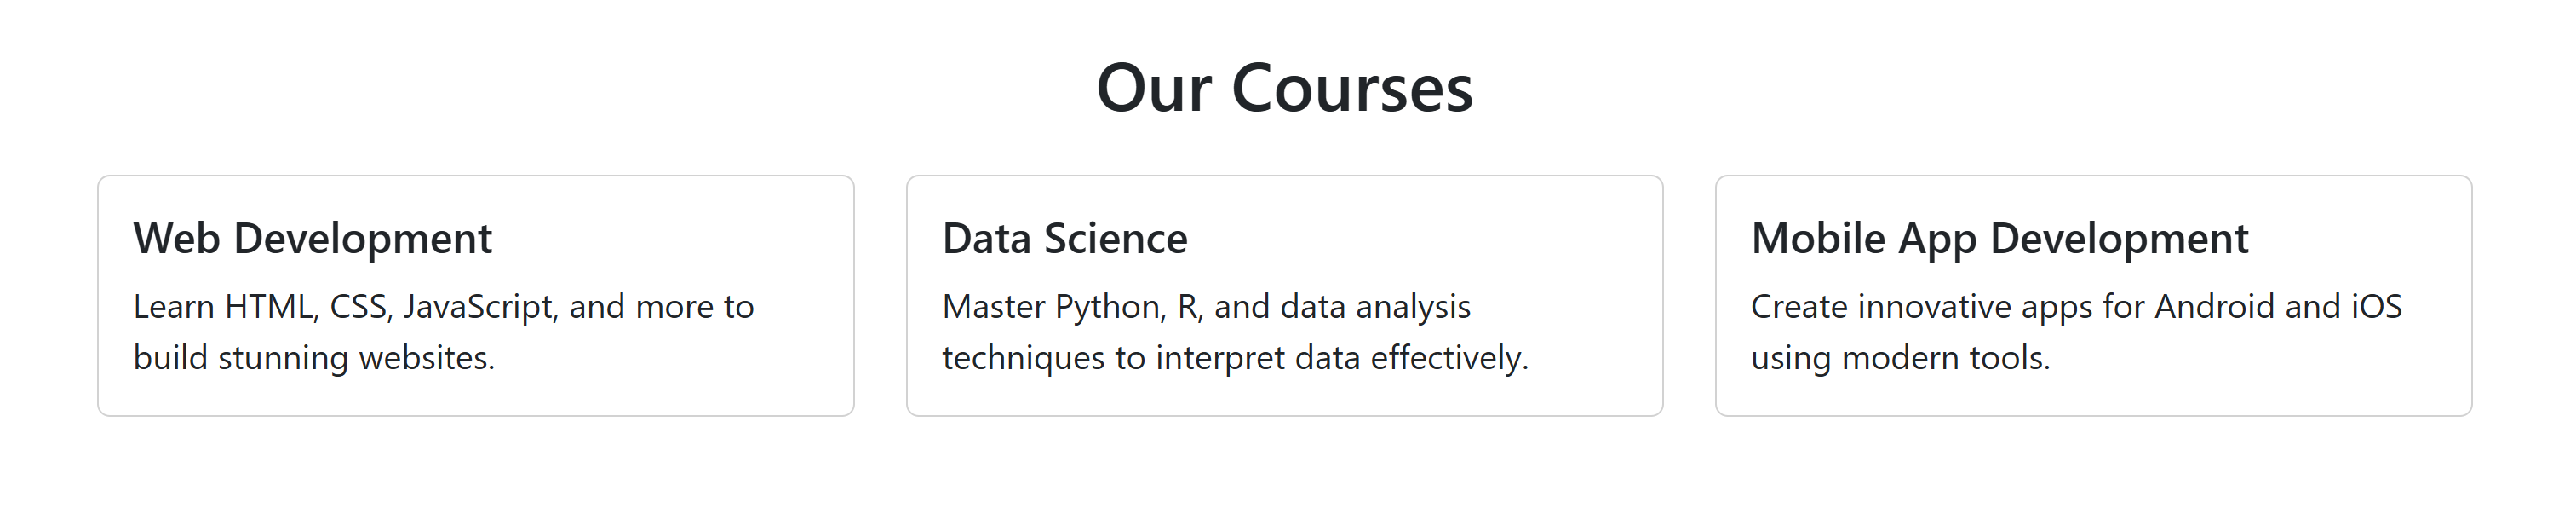 Our Courses
Web Development
Learn HTML, CSS, JavaScript, and more to
build stunning websites.
Data Science
Master Python, R, and data analysis
techniques to interpret data effectively.
Mobile App Development
Create innovative apps for Android and iOS
using modern tools.